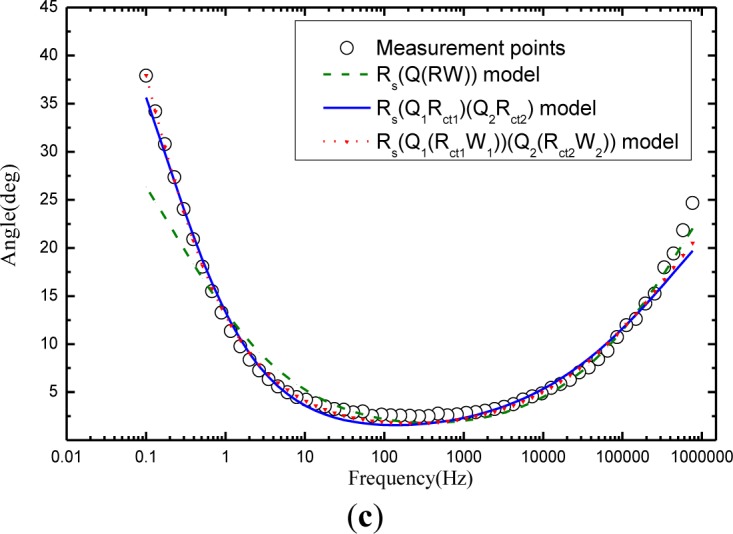 45
40
35
30
25
20
15
10
5
Angle(deg)
Measurement points
Rs(Q(RW)) model
Rs(Q1Rct1)(Q2Rct2) model
Rs(Q1(Rct1W1))(Q2(Rct2W2)) model
0.01 0.1 1 10 100 1000 10000 100000 1000000
Frequency(Hz)
(c)